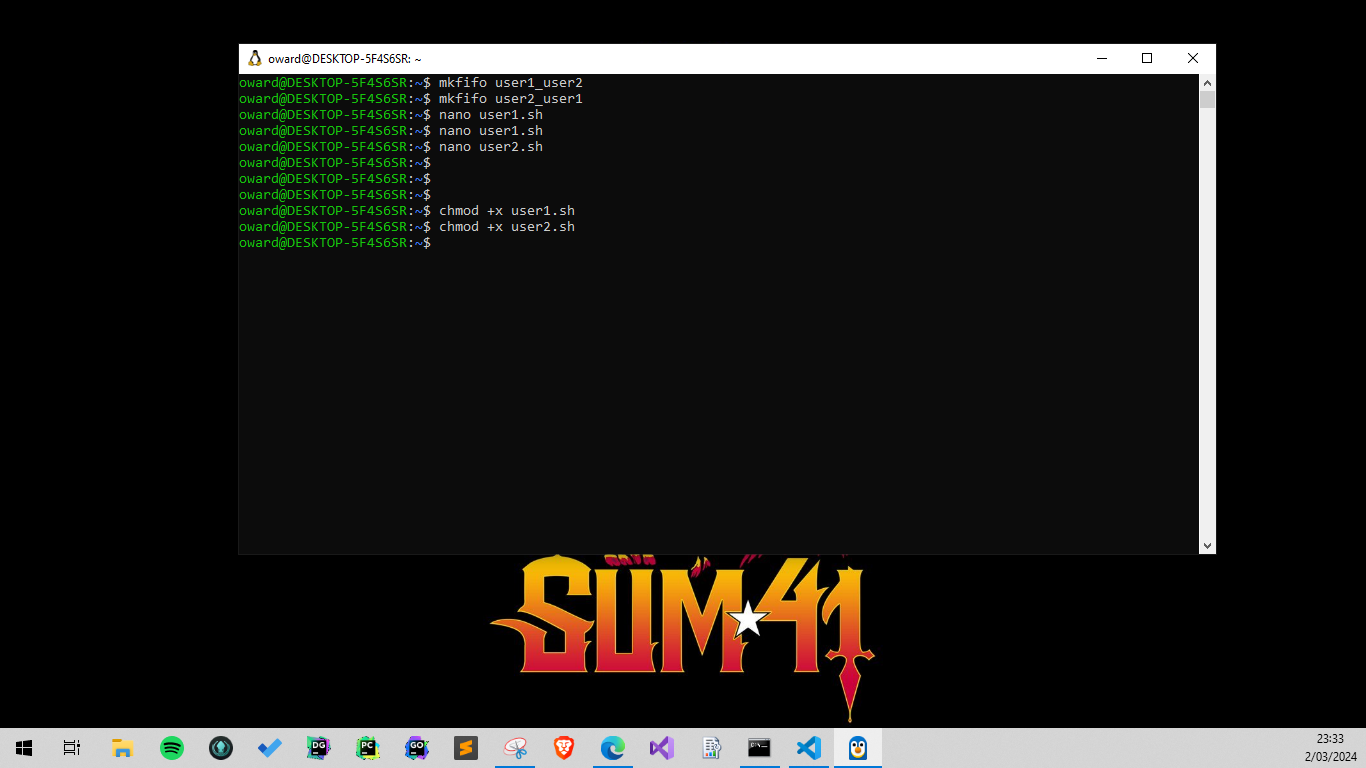 oward@DESKTOP-5F4S6SR: ~
oward@DESKTOP-5F4S6SR:~$ mkfifo user1_user2
oward@DESKTOP-5F4S6SR:~$ mkfifo user2_user1
oward@DESKTOP-5F4S6SR:~$ nano user1.sh
oward@DESKTOP-5F4S6SR:~$ nano user1.sh
oward@DESKTOP-5F4S6SR:~$ nano user2.sh
oward@DESKTOP-5F4S6SR:~$
oward@DESKTOP-5F4S6SR:~$
oward@DESKTOP-5F4S6SR:~$
oward@DESKTOP-5F4S6SR:~$ chmod +x user1.sh
oward@DESKTOP-5F4S6SR:~$ chmod +x user2.sh
oward@DESKTOP-5F4S6SR:~$
SUM 41
DG
PC
GO
23:33
2/03/2024